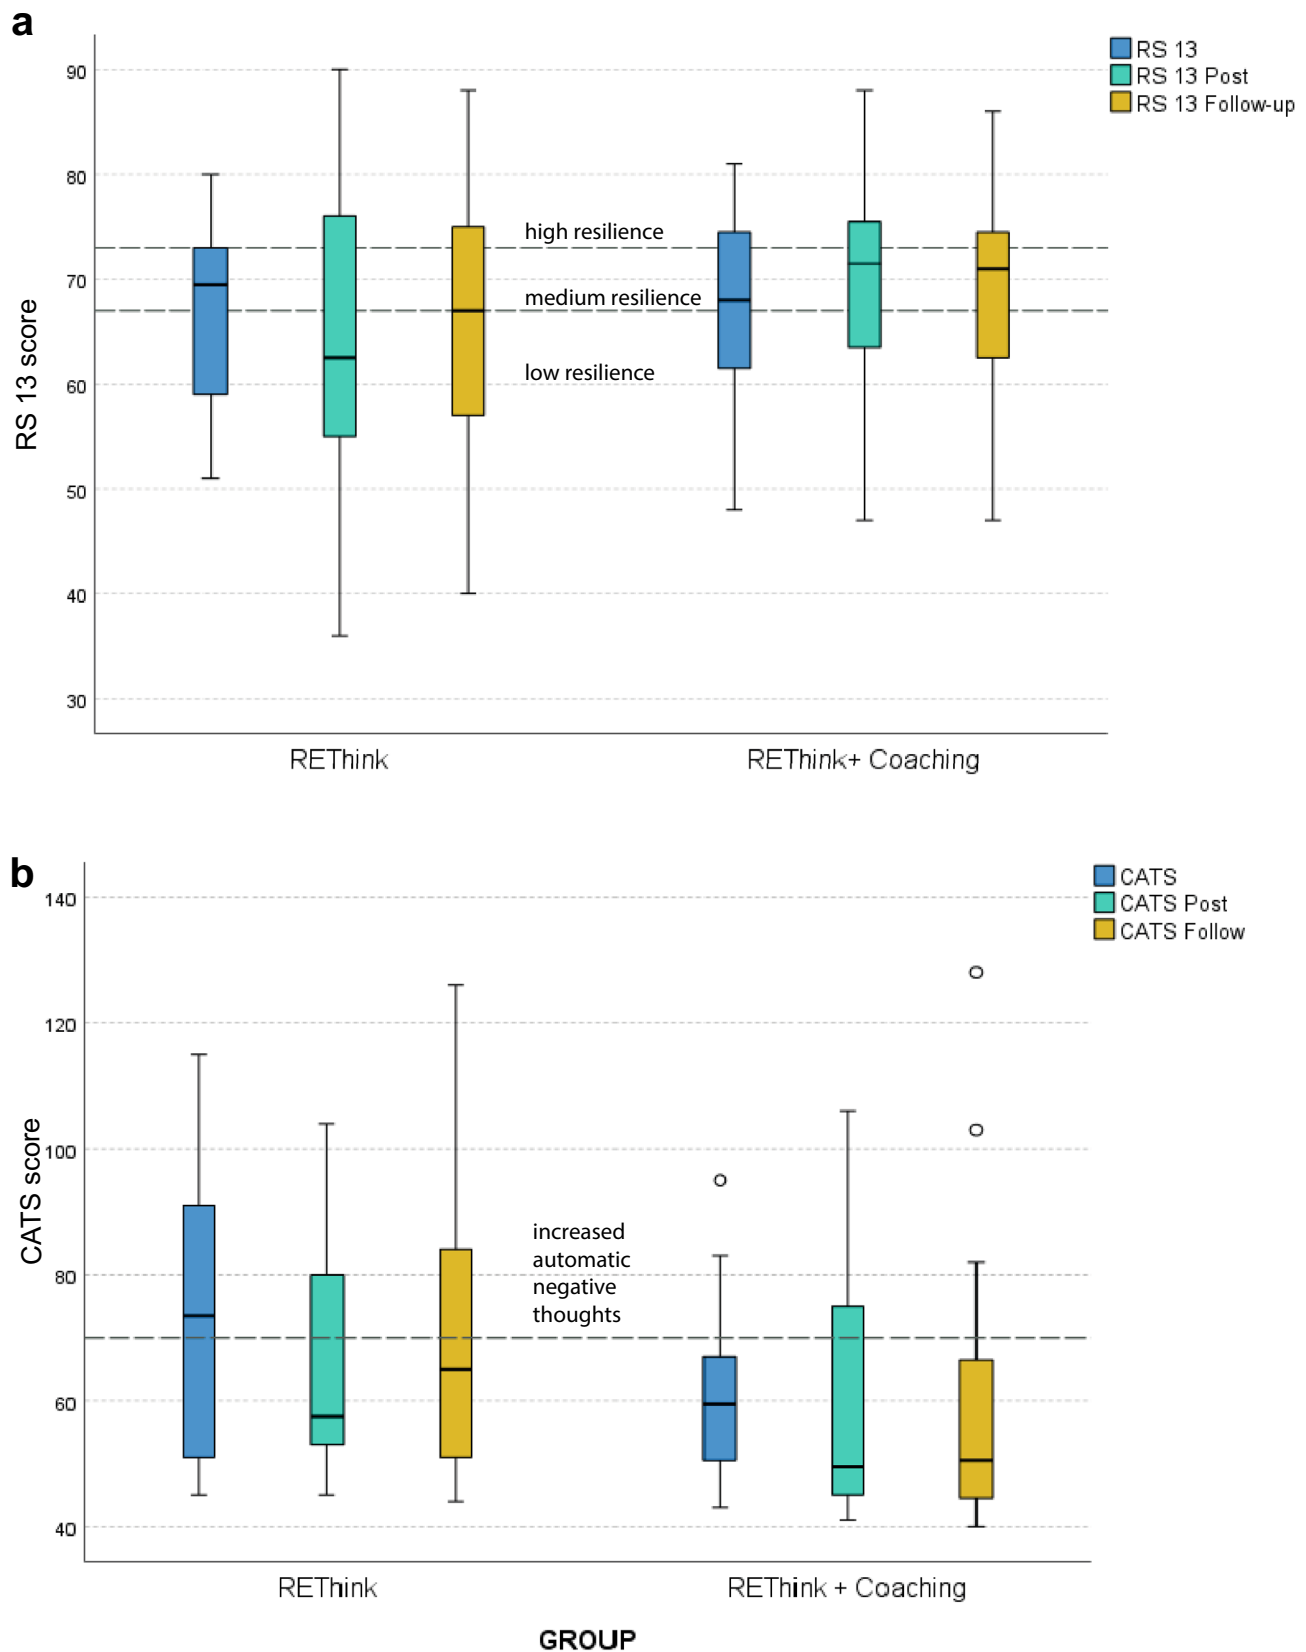 a
RS 13
RS 13 Post
RS 13 Follow-up
90
80
70
60
50
40
30
RS 13 score
high resilience
medium resilience
low resilience
REThink
REThink+ Coaching
b
CATS
CATS Post
CATS Follow
140
120
100
80
60
40
CATS score
increased
automatic
negative
thoughts
REThink
REThink + Coaching
GROUP